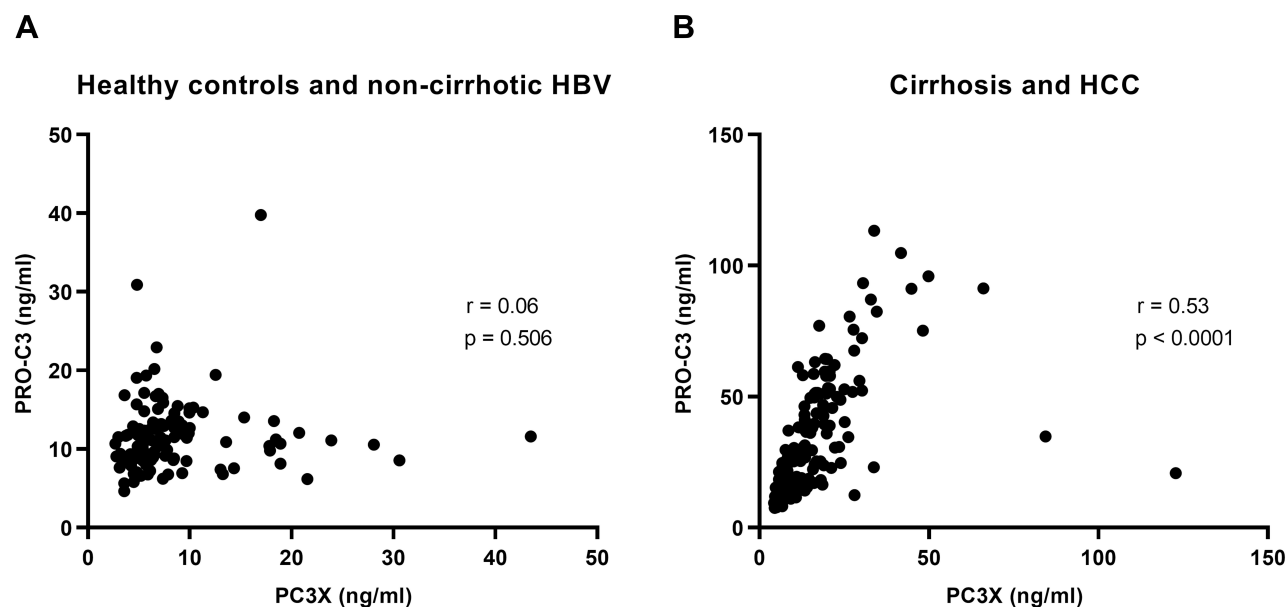 A
Healthy controls and non-cirrhotic HBV
50
40
30
20
10
0
PRO-C3 (ng/ml)
r = 0.06
p = 0.506
0 10 20 30 40 50
PC3X (ng/ml)
B
Cirrhosis and HCC
150
100
50
0
PRO-C3 (ng/ml)
r = 0.53
p < 0.0001
0 50 100 150
PC3X (ng/ml)